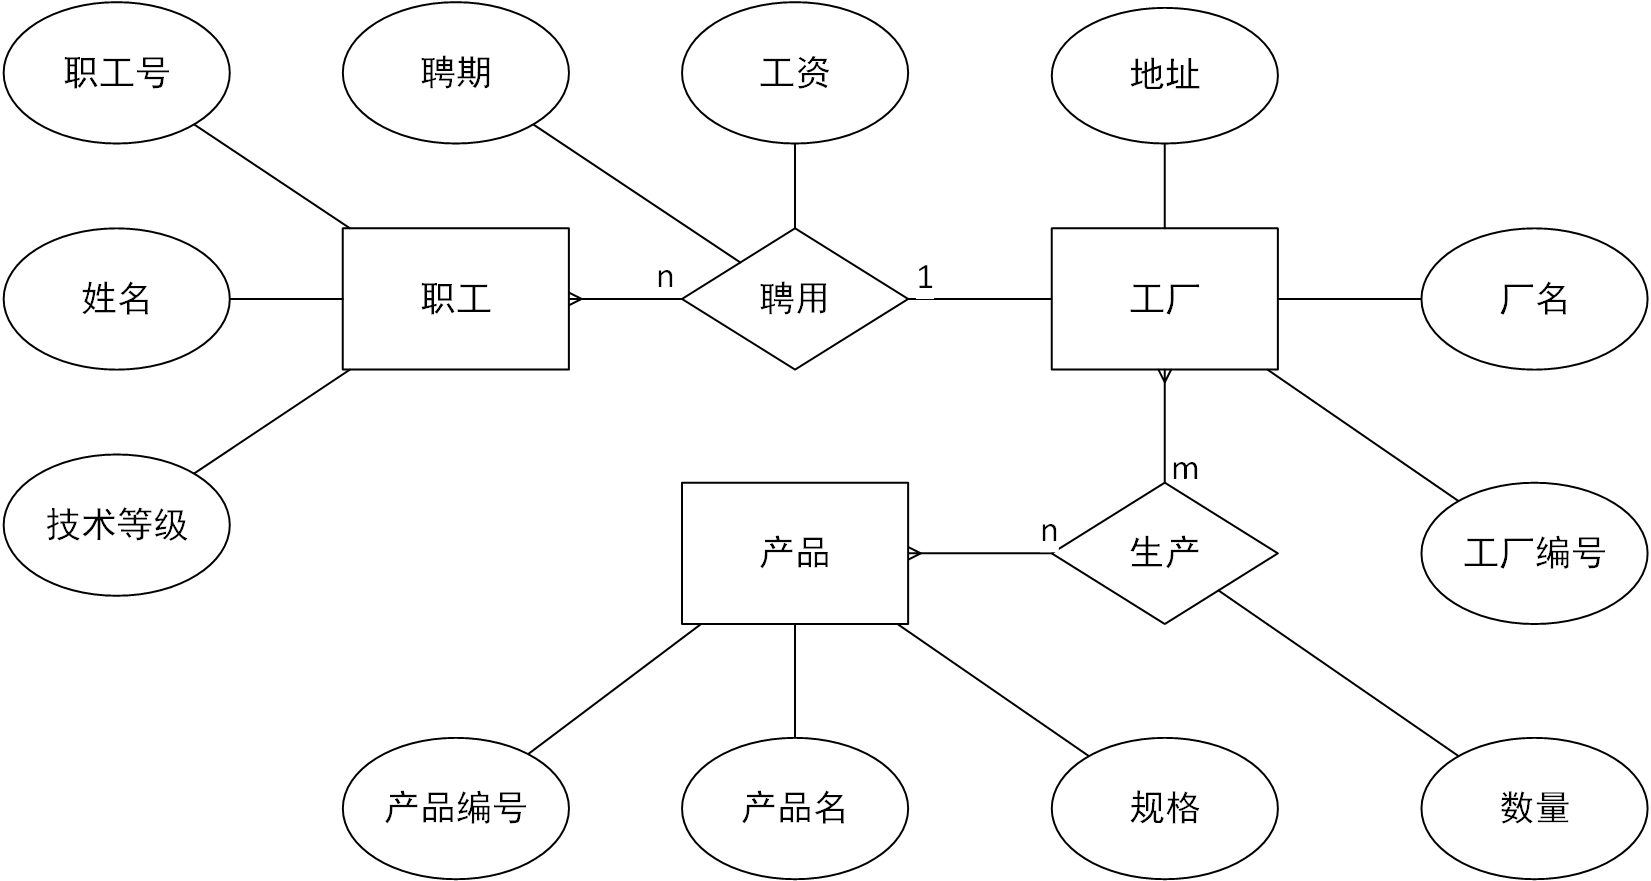 职工号
聘期
工资
地址
姓名
职工
n
聘用
1
工厂
厂名
技术等级
m
产品
n
生产
工厂编号
产品编号
产品名
规格
数量